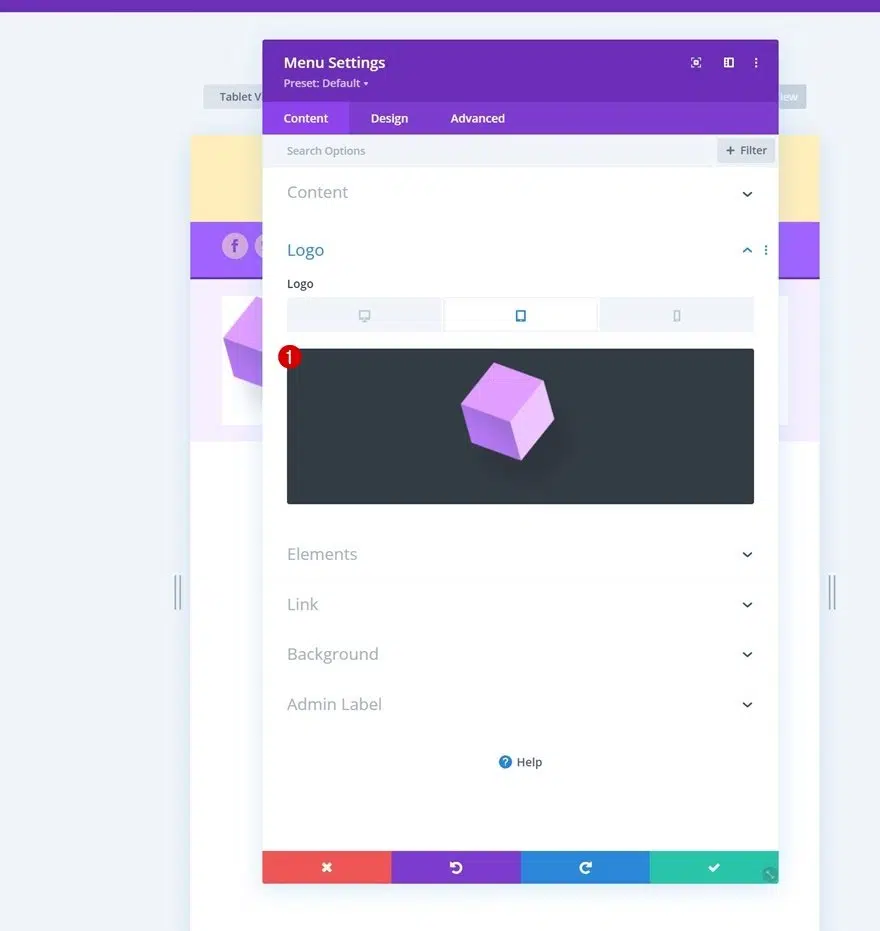 Menu Settings
Preset: Default
Tablet
Content
Design
Advanced
Search Options
+ Filter
Content
Logo
Logo
1
Elements
Link
Background
Admin Label
? Help